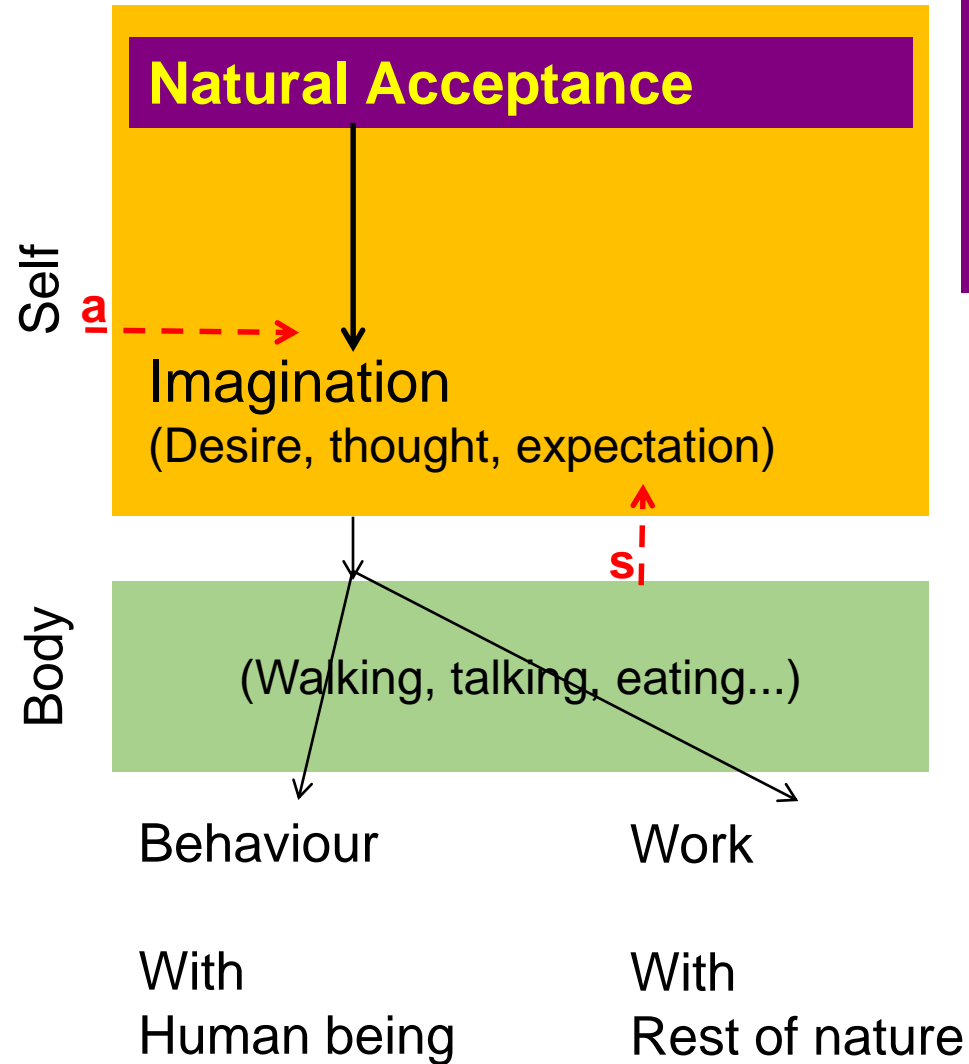 Natural Acceptance
Self
a
Imagination
(Desire, thought, expectation)
s
Body
(Walking, talking, eating...)
Behaviour
Work
With
Human being
With
Rest of nature